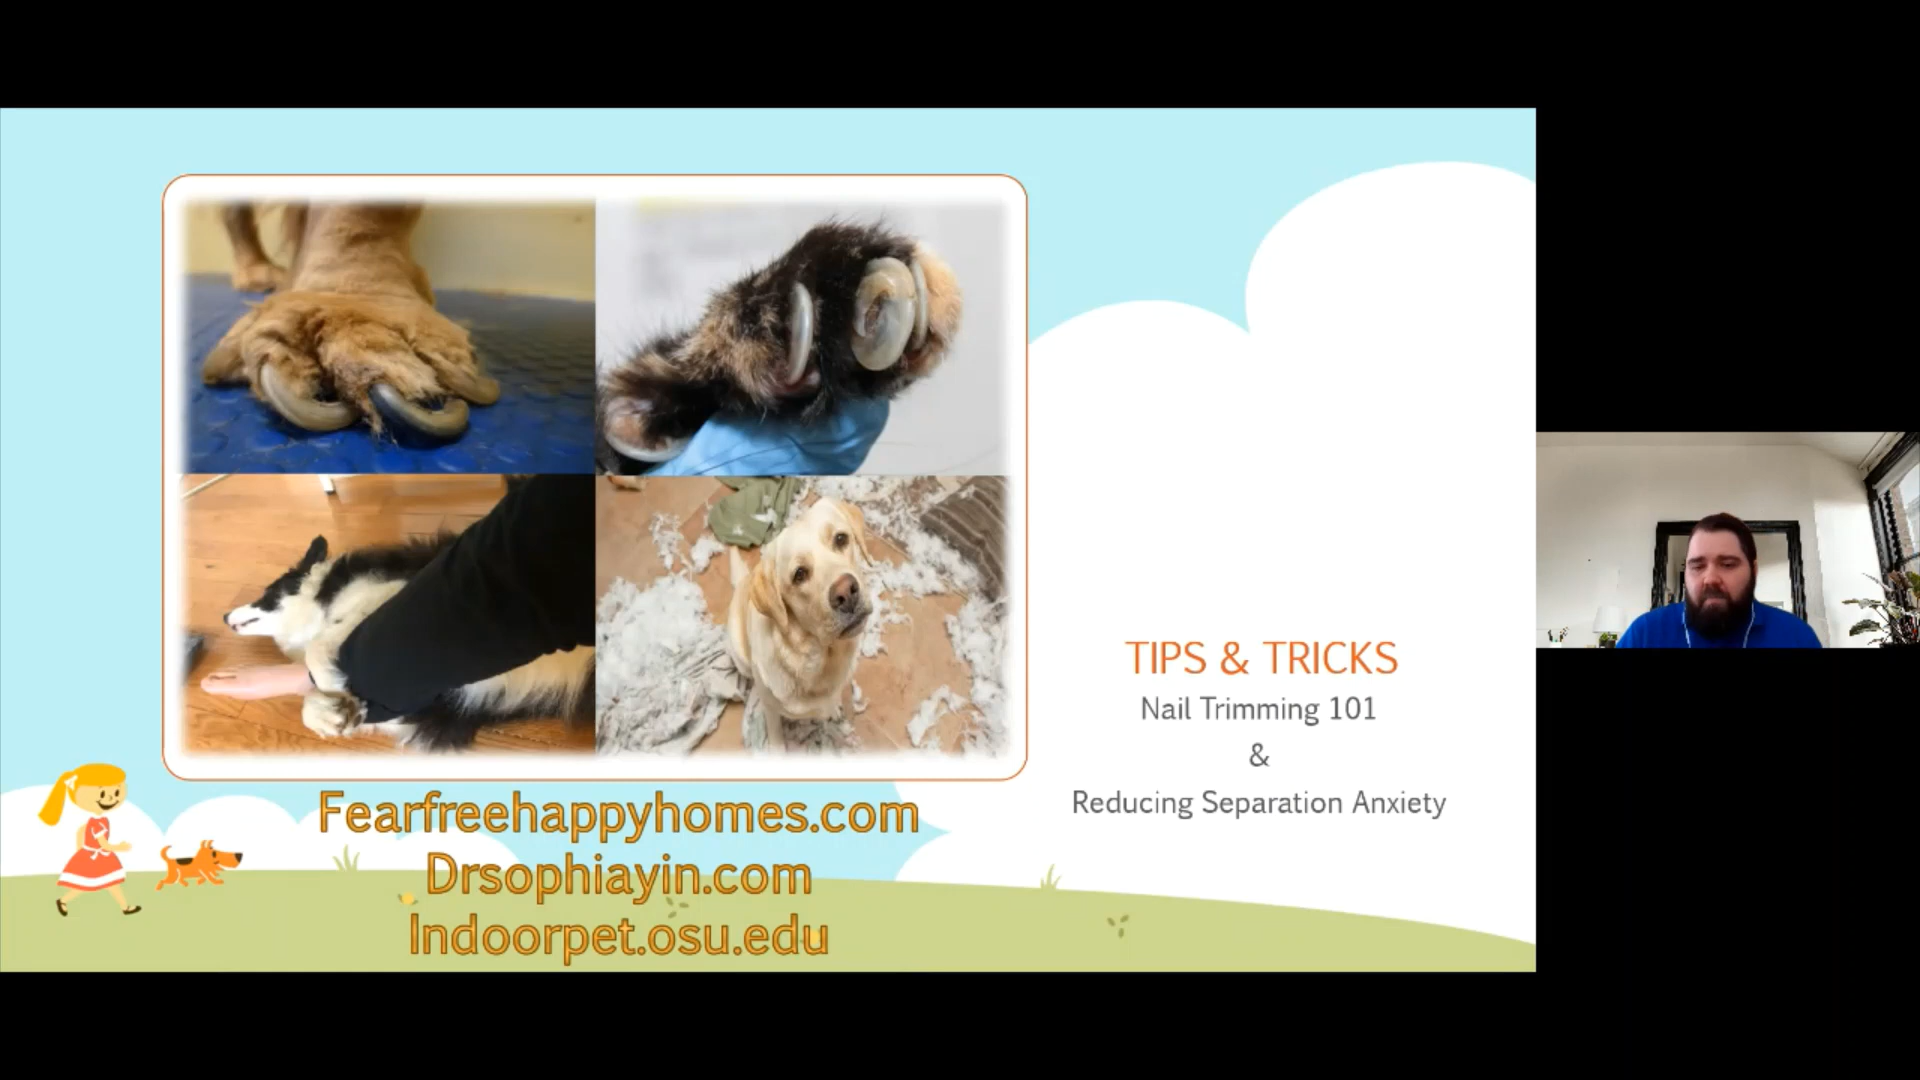 TIPS & TRICKS
Nail Trimming 101
&
Reducing Separation Anxiety
Fearfreehappyhomes.com
Drsophiayin.com
Indoorpet.osu.edu